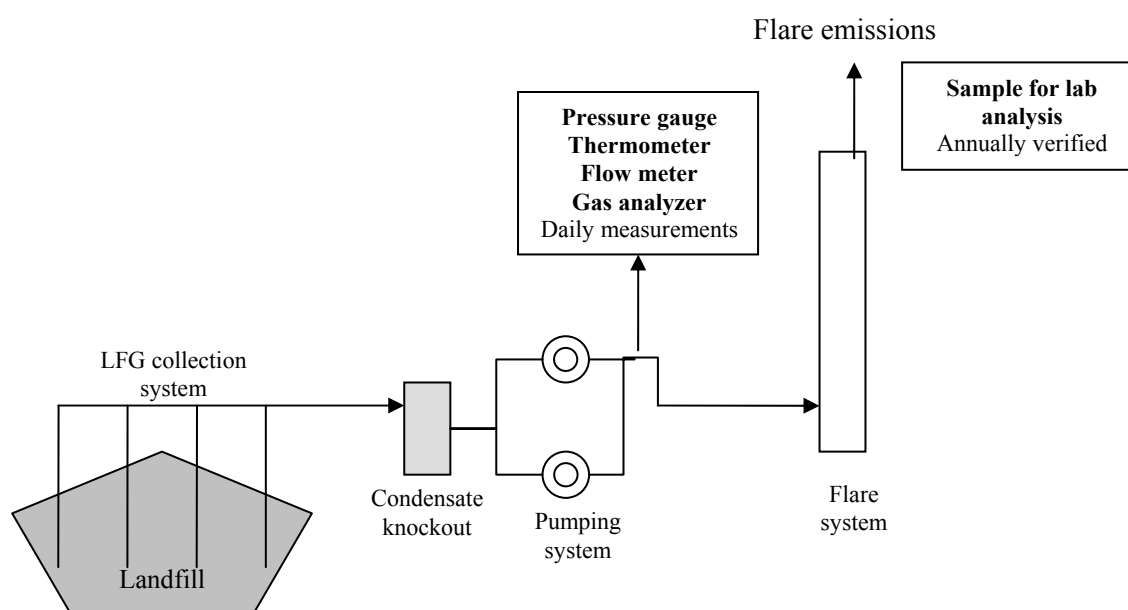 Flare emissions
Sample for lab
analysis
Annually verified
Pressure gauge
Thermometer
Flow meter
Gas analyzer
Daily measurements
LFG collection
system
Condensate
knockout
Pumping
system
Flare
system
Landfill